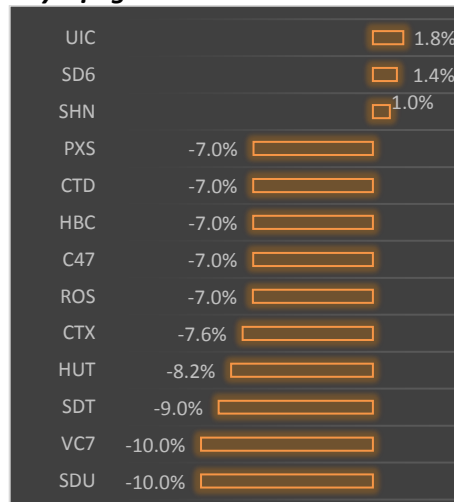 UIC 1.8%
SD6 1.4%
SHN 1.0%
PXS -7.0%
CTD -7.0%
HBC -7.0%
C47 -7.0%
ROS -7.0%
CTX -7.6%
HUT -8.2%
SDT -9.0%
VC7 -10.0%
SDU -10.0%